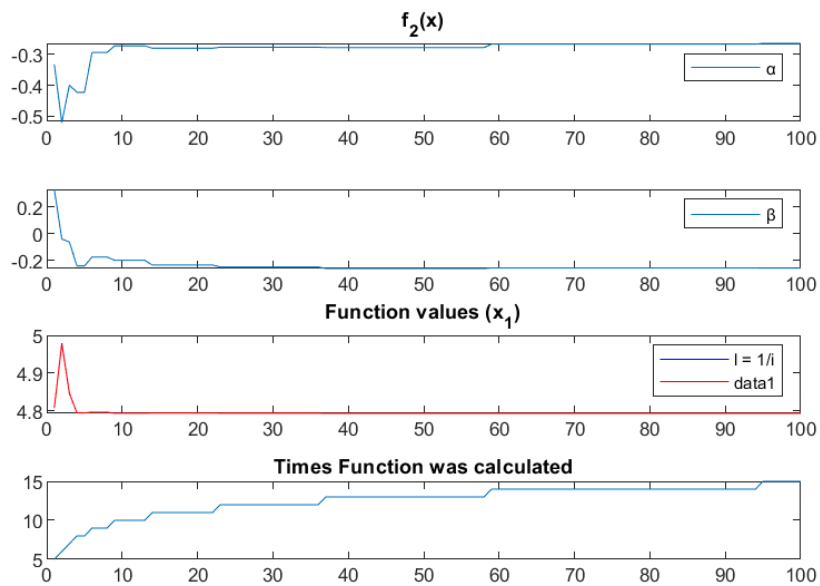 f2(x)
-0.3
-0.4
-0.5
α
0 10 20 30 40 50 60 70 80 90 100
0.2
0
-0.2
β
0 10 20 30 40 50 60 70 80 90 100
Function values (x1)
5
4.9
4.8
l = 1/i
data1
0 10 20 30 40 50 60 70 80 90 100
Times Function was calculated
15
10
5
0 10 20 30 40 50 60 70 80 90 100